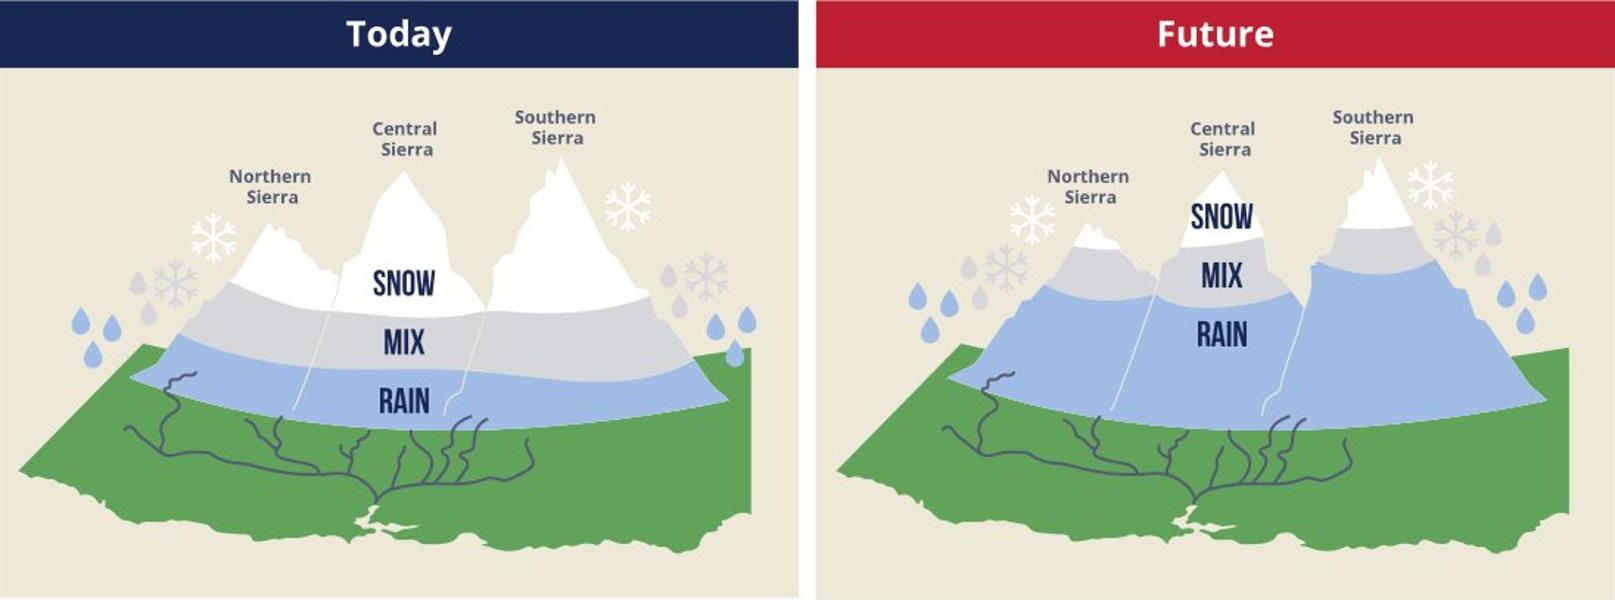 Today
Northern
Sierra
Central
Sierra
Southern
Sierra
SNOW
MIX
RAIN
Future
Northern
Sierra
Central
Sierra
Southern
Sierra
SNOW
MIX
RAIN